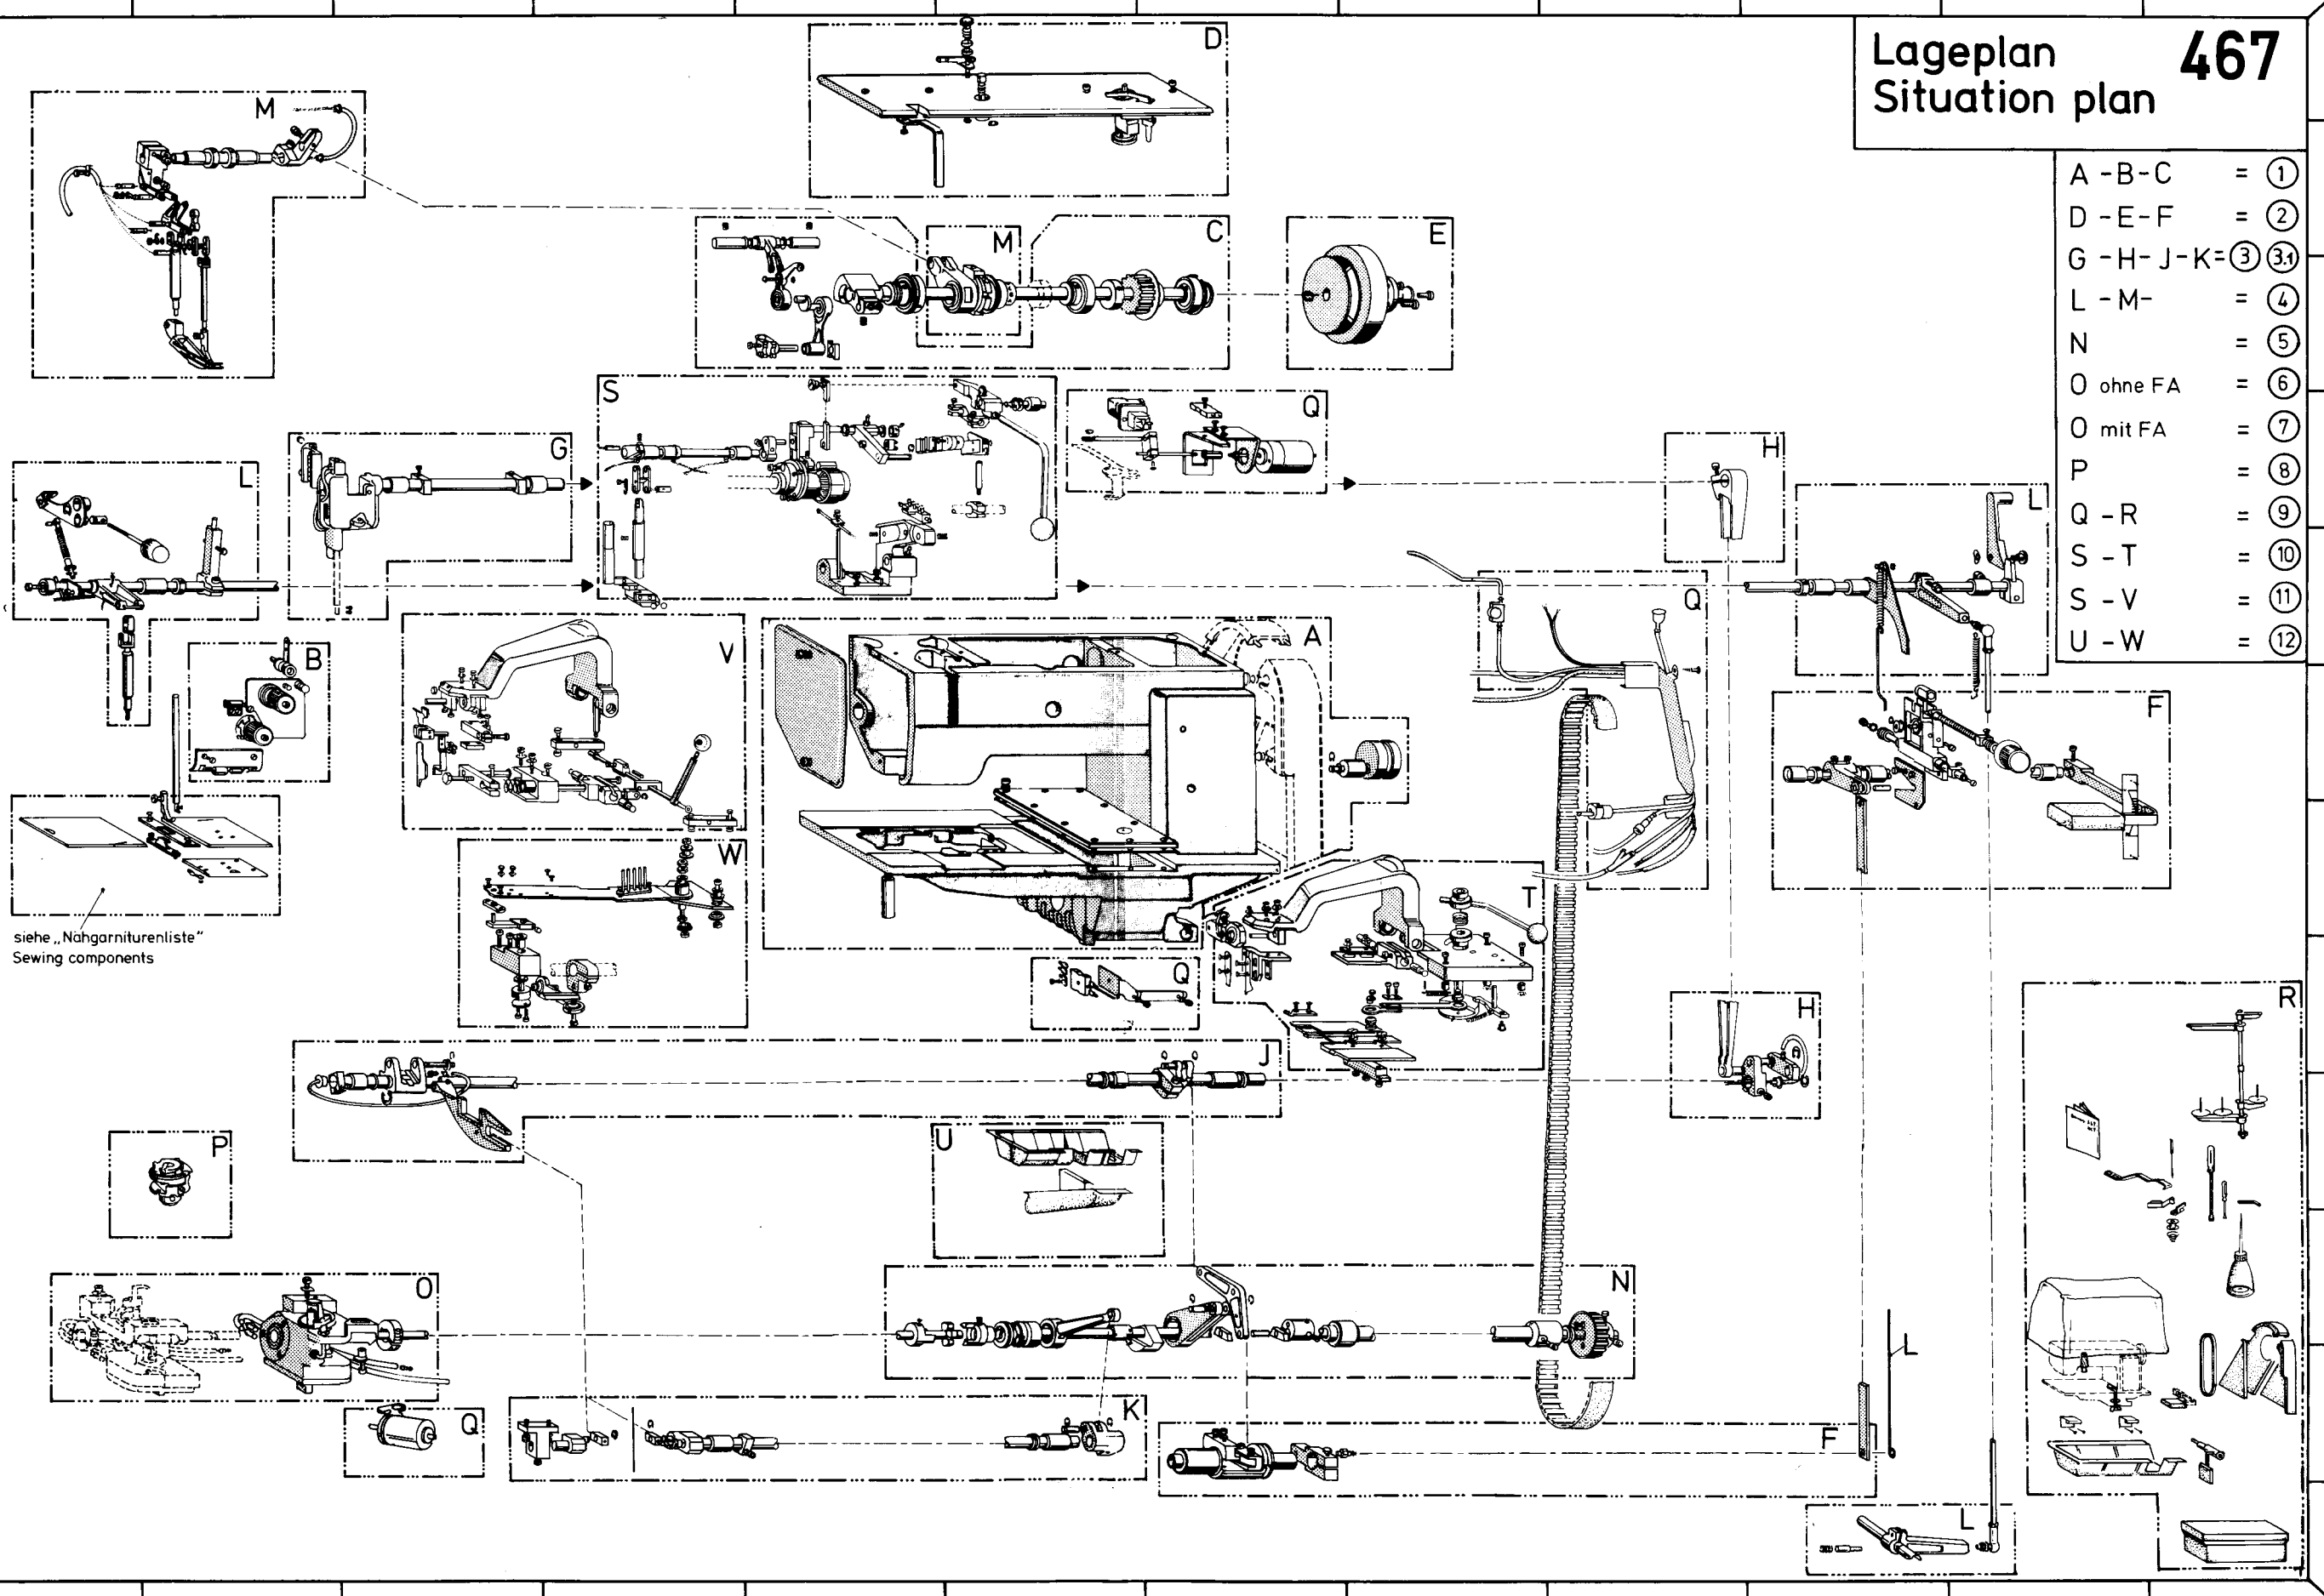 Lageplan 467
Situation plan
A - B - C = 1
D - E - F = 2
G - H - J - K = 3 3.1
L - M - = 4
N = 5
O ohne FA = 6
O mit FA = 7
P = 8
Q - R = 9
S - T = 10
S - V = 11
U - W = 12
D
M
C
M
E
S
Q
G
H
L
L
B
V
A
Q
F
W
T
siehe „Nähgarniturenliste"
Sewing components
Q
H
R
J
P
U
O
N
L
Q
K
F
L